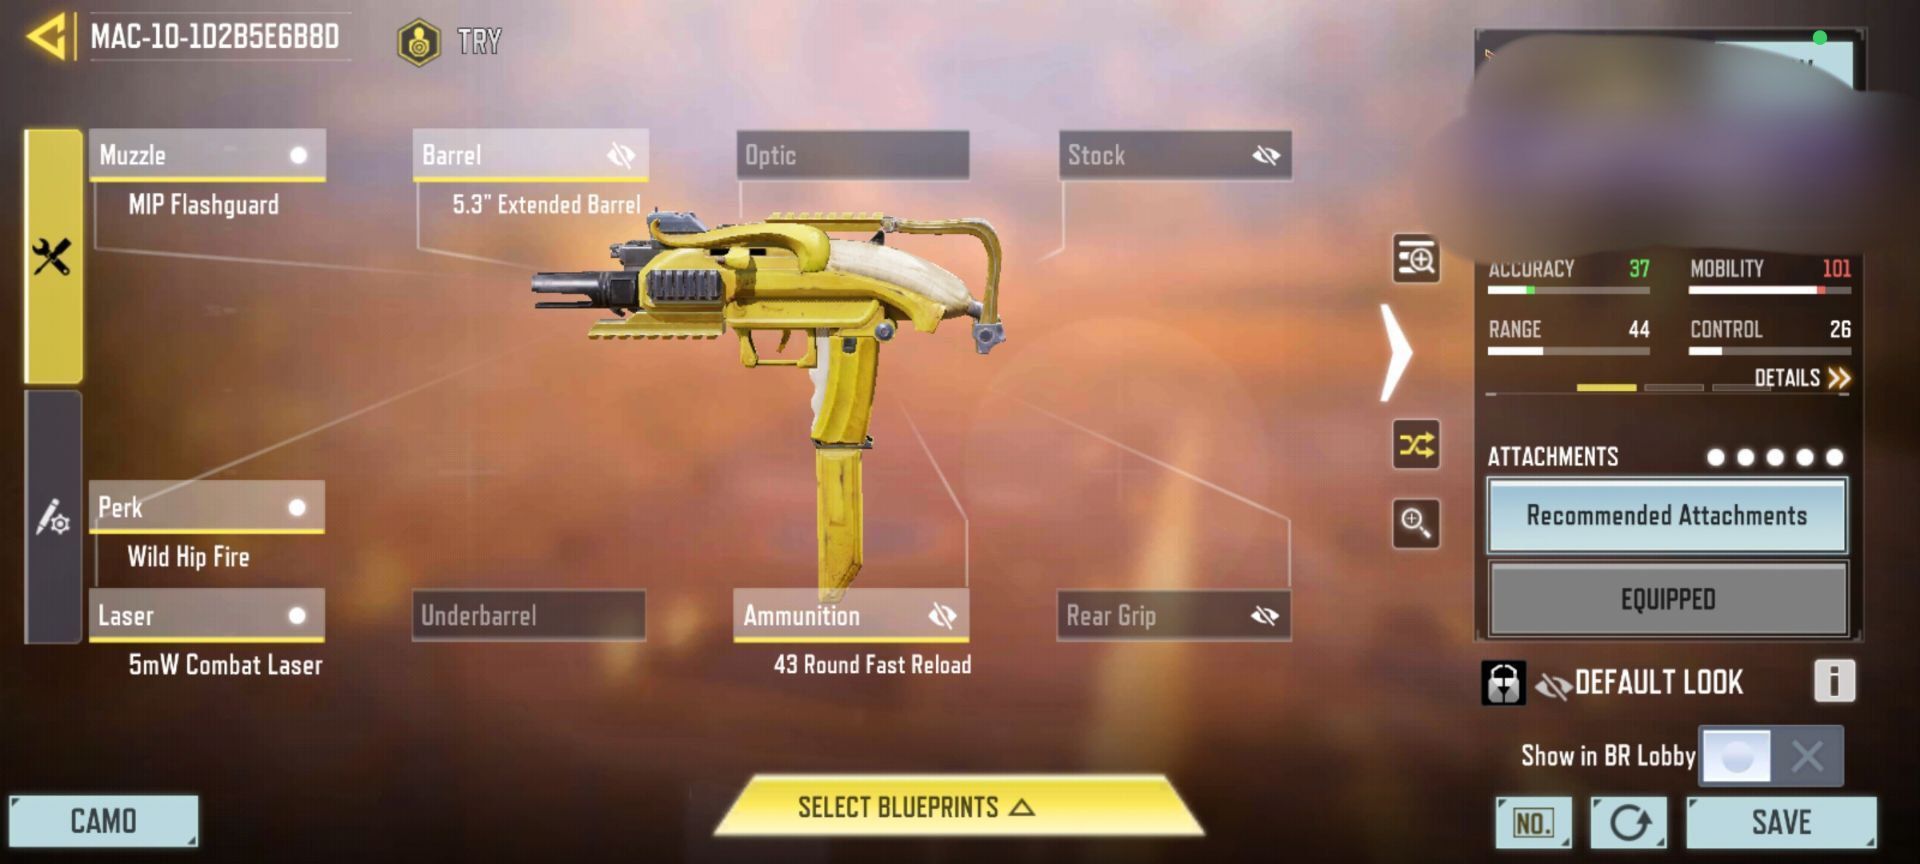 MAC-10-1D2B5E6B8D
TRY
Muzzle
MIP Flashguard
Barrel
5.3" Extended Barrel
Optic
Stock
ACCURACY 37
MOBILITY 101
RANGE 44
CONTROL 26
DETAILS
ATTACHMENTS
Recommended Attachments
EQUIPPED
Perk
Wild Hip Fire
Laser
5mW Combat Laser
Underbarrel
Ammunition
43 Round Fast Reload
Rear Grip
DEFAULT LOOK
i
Show in BR Lobby
CAMO
SELECT BLUEPRINTS
NO.
SAVE